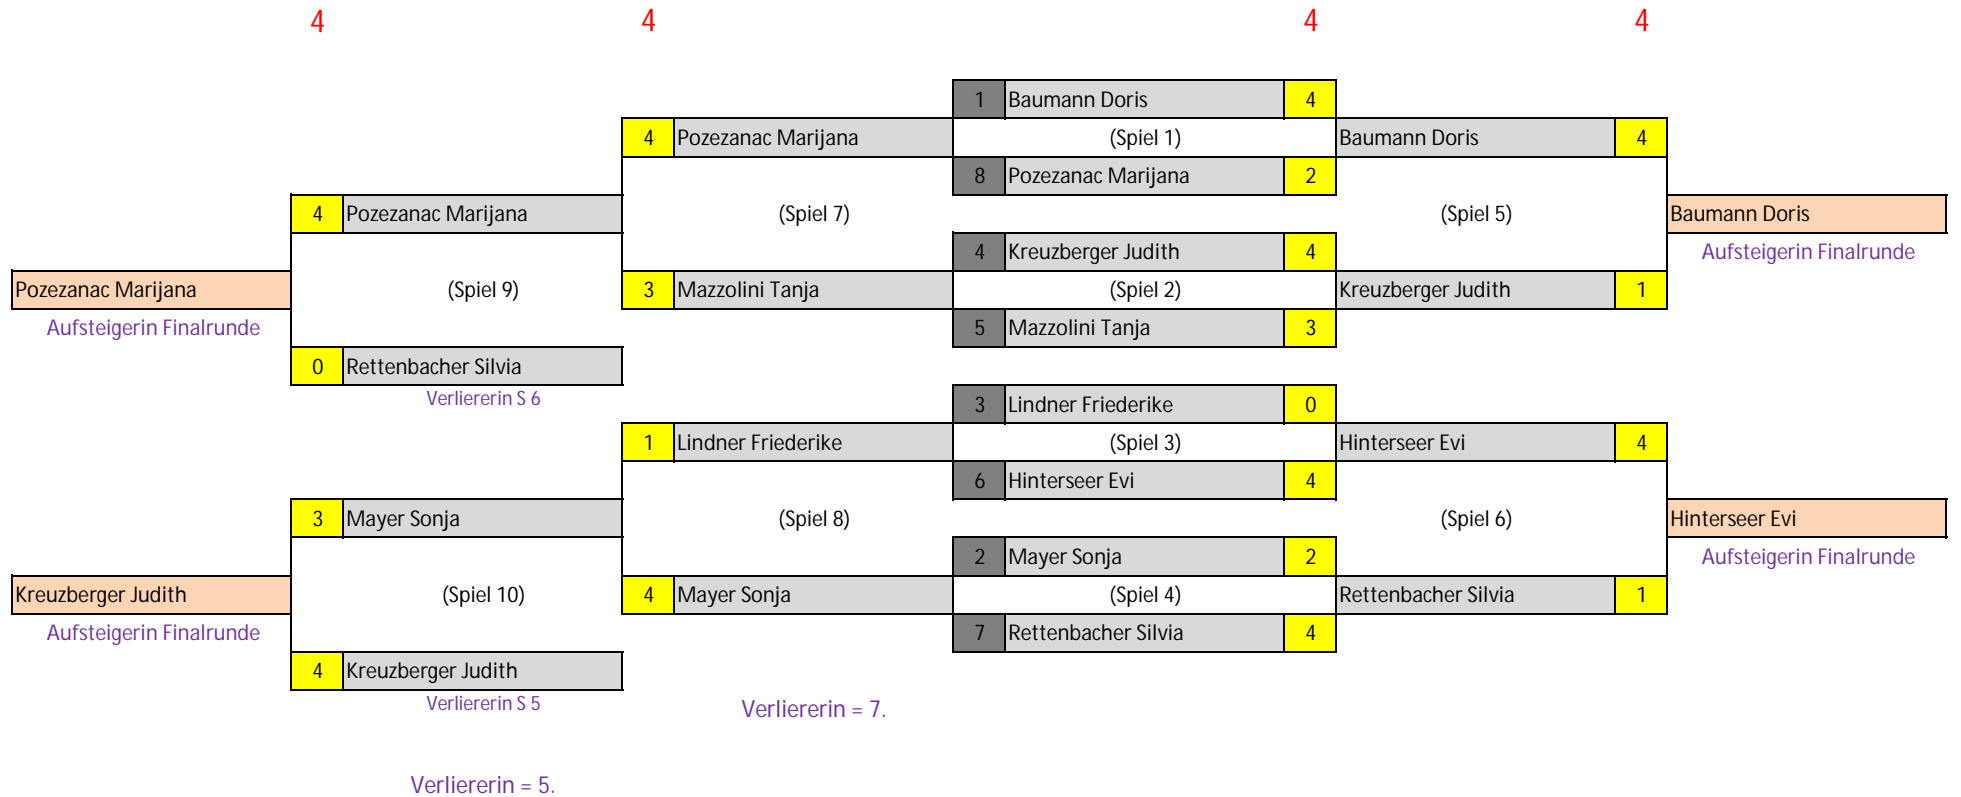 4 4 4 4
1 Baumann Doris 4
4 Pozezanac Marijana (Spiel 1) Baumann Doris 4
8 Pozezanac Marijana 2
4 Pozezanac Marijana (Spiel 7) (Spiel 5) Baumann Doris
4 Kreuzberger Judith 4 Aufsteigerin Finalrunde
Pozezanac Marijana (Spiel 9) 3 Mazzolini Tanja (Spiel 2) Kreuzberger Judith 1
Aufsteigerin Finalrunde 5 Mazzolini Tanja 3
0 Rettenbacher Silvia
Verliererin S 6 3 Lindner Friederike 0
1 Lindner Friederike (Spiel 3) Hinterseer Evi 4
6 Hinterseer Evi 4
3 Mayer Sonja (Spiel 8) (Spiel 6) Hinterseer Evi
2 Mayer Sonja 2 Aufsteigerin Finalrunde
Kreuzberger Judith (Spiel 10) 4 Mayer Sonja (Spiel 4) Rettenbacher Silvia 1
Aufsteigerin Finalrunde 7 Rettenbacher Silvia 4
4 Kreuzberger Judith
Verliererin S 5 Verliererin = 7.
Verliererin = 5.